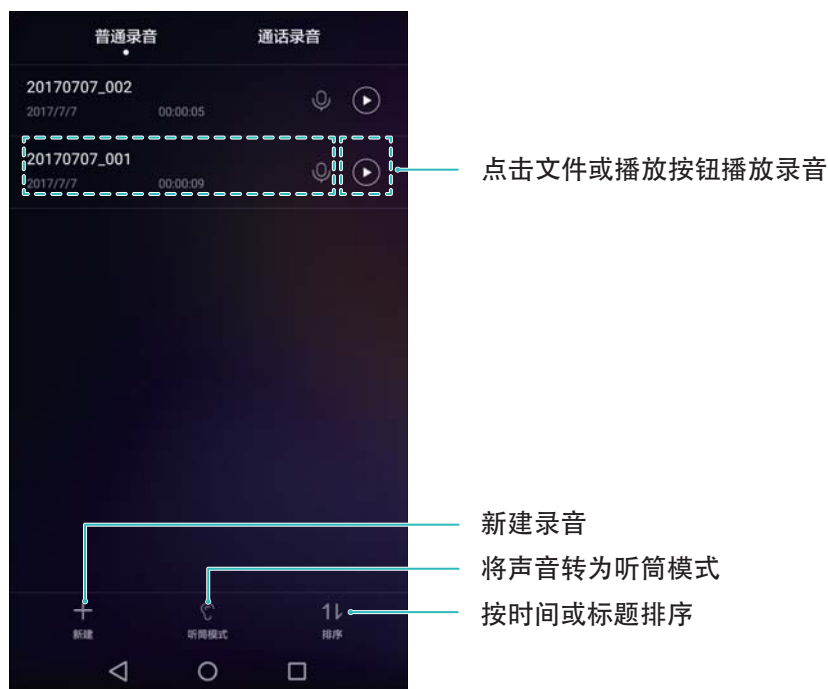 普通录音 通话录音
20170707_002
2017/7/7 00:00:05
20170707_001
2017/7/7 00:00:09
点击文件或播放按钮播放录音
新建录音
将声音转为听筒模式
按时间或标题排序
新建 听筒模式 排序